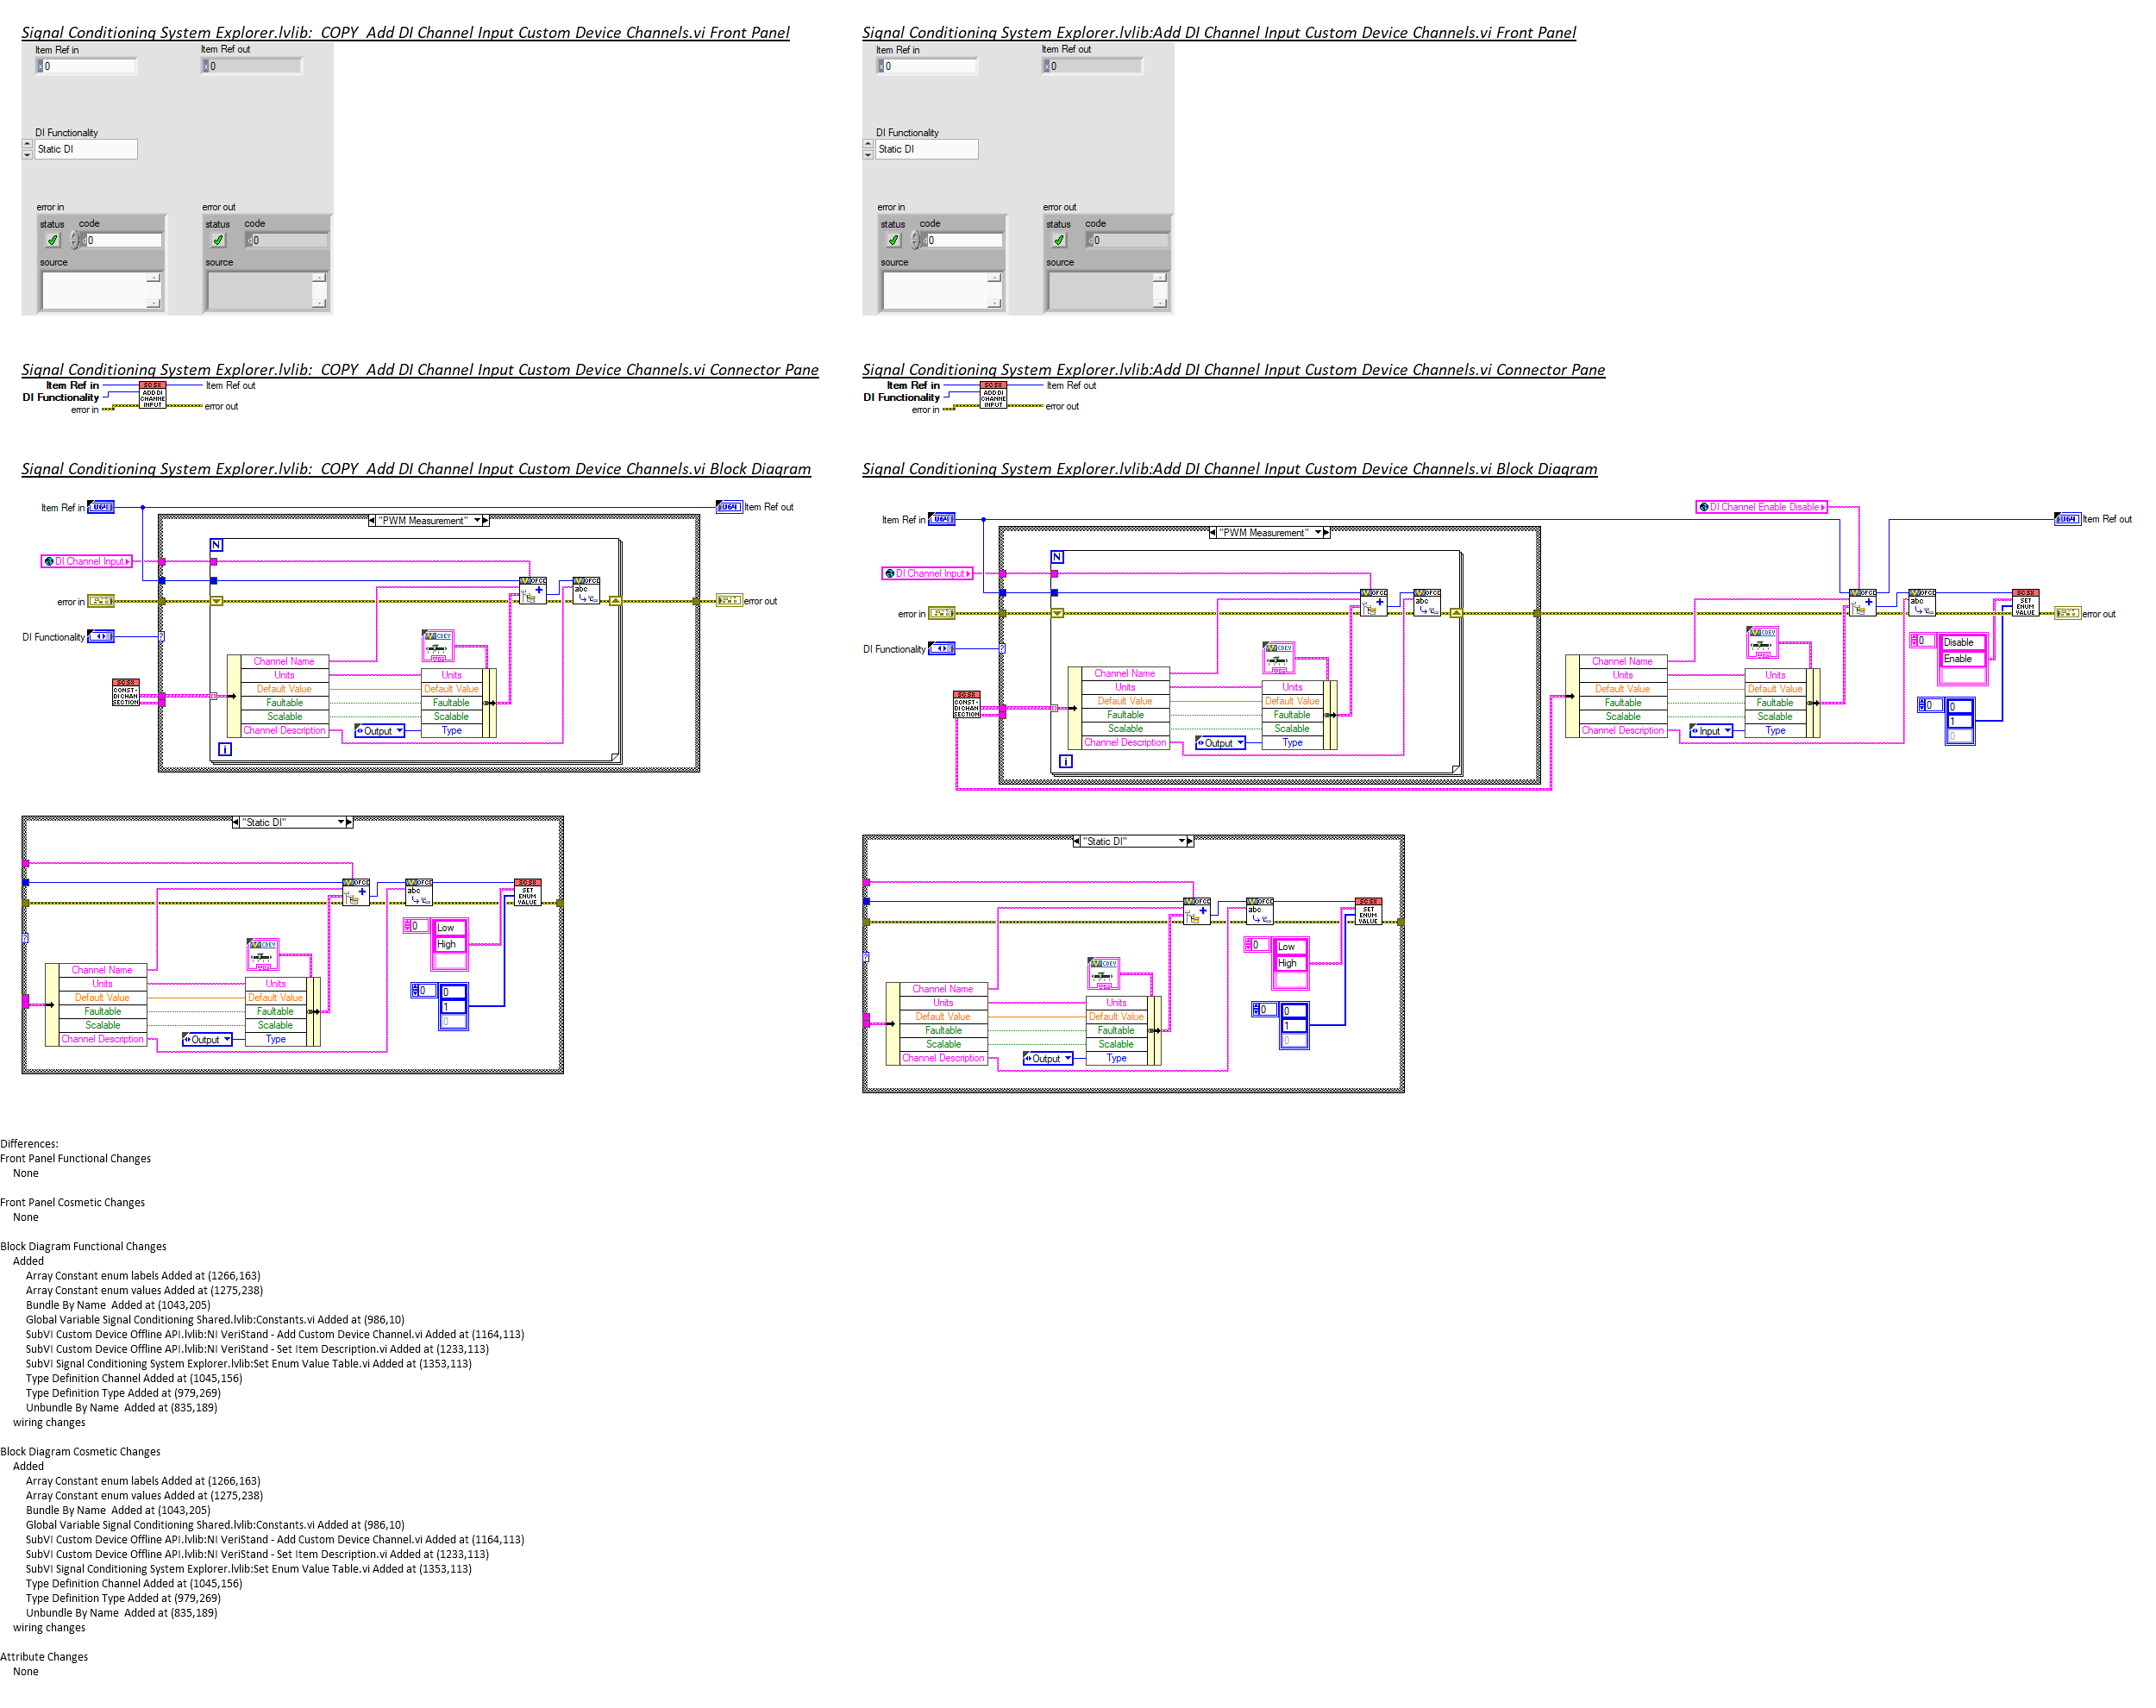 Signal Conditioning System Explorer.lvlib:  COPY  Add DI Channel Input Custom Device Channels.vi Front Panel
Item Ref in
Item Ref out
0
0
DI Functionality
Static DI
error in
error out
status code
status code
0
0
source
source
Signal Conditioning System Explorer.lvlib:Add DI Channel Input Custom Device Channels.vi Front Panel
Item Ref in
Item Ref out
0
0
DI Functionality
Static DI
error in
error out
status code
status code
0
0
source
source
Signal Conditioning System Explorer.lvlib:  COPY  Add DI Channel Input Custom Device Channels.vi Connector Pane
Item Ref in
DI Functionality
error in
SCSE
ADD DI
CHANNE
INPUT
Item Ref out
error out
Signal Conditioning System Explorer.lvlib:Add DI Channel Input Custom Device Channels.vi Connector Pane
Item Ref in
DI Functionality
error in
SCSE
ADD DI
CHANNE
INPUT
Item Ref out
error out
Signal Conditioning System Explorer.lvlib:  COPY  Add DI Channel Input Custom Device Channels.vi Block Diagram
Item Ref in
U64
"PWM Measurement"
U64
Item Ref out
N
DI Channel Input
abc
error in
error out
DI Functionality
CDEV
Channel Name
Units
Default Value
Faultable
Scalable
Channel Description
Units
Default Value
Faultable
Scalable
Type
Output
SCSE
CONST-
DICHAN
SECTION
i
"Static DI"
abc
SCSE
SET
ENUM
VALUE
0
Low
High
CDEV
0
0
1
0
Channel Name
Units
Default Value
Faultable
Scalable
Channel Description
Units
Default Value
Faultable
Scalable
Type
Output
Signal Conditioning System Explorer.lvlib:Add DI Channel Input Custom Device Channels.vi Block Diagram
DI Channel Enable Disable
Item Ref in
U64
"PWM Measurement"
U64
Item Ref out
N
DI Channel Input
abc
abc
SCSE
SET
ENUM
VALUE
error in
error out
DI Functionality
CDEV
CDEV
0
Disable
Enable
Channel Name
Units
Default Value
Faultable
Scalable
Channel Description
Units
Default Value
Faultable
Scalable
Type
Output
SCSE
CONST-
DICHAN
SECTION
i
Channel Name
Units
Default Value
Faultable
Scalable
Channel Description
Units
Default Value
Faultable
Scalable
Type
Input
0
0
1
0
"Static DI"
abc
SCSE
SET
ENUM
VALUE
0
Low
High
CDEV
0
0
1
0
Channel Name
Units
Default Value
Faultable
Scalable
Channel Description
Units
Default Value
Faultable
Scalable
Type
Output
Differences:
Front Panel Functional Changes
None
Front Panel Cosmetic Changes
None
Block Diagram Functional Changes
Added
Array Constant enum labels Added at (1266,163)
Array Constant enum values Added at (1275,238)
Bundle By Name  Added at (1043,205)
Global Variable Signal Conditioning Shared.lvlib:Constants.vi Added at (986,10)
SubVI Custom Device Offline API.lvlib:NI VeriStand - Add Custom Device Channel.vi Added at (1164,113)
SubVI Custom Device Offline API.lvlib:NI VeriStand - Set Item Description.vi Added at (1233,113)
SubVI Signal Conditioning System Explorer.lvlib:Set Enum Value Table.vi Added at (1353,113)
Type Definition Channel Added at (1045,156)
Type Definition Type Added at (979,269)
Unbundle By Name  Added at (835,189)
wiring changes
Block Diagram Cosmetic Changes
Added
Array Constant enum labels Added at (1266,163)
Array Constant enum values Added at (1275,238)
Bundle By Name  Added at (1043,205)
Global Variable Signal Conditioning Shared.lvlib:Constants.vi Added at (986,10)
SubVI Custom Device Offline API.lvlib:NI VeriStand - Add Custom Device Channel.vi Added at (1164,113)
SubVI Custom Device Offline API.lvlib:NI VeriStand - Set Item Description.vi Added at (1233,113)
SubVI Signal Conditioning System Explorer.lvlib:Set Enum Value Table.vi Added at (1353,113)
Type Definition Channel Added at (1045,156)
Type Definition Type Added at (979,269)
Unbundle By Name  Added at (835,189)
wiring changes
Attribute Changes
None